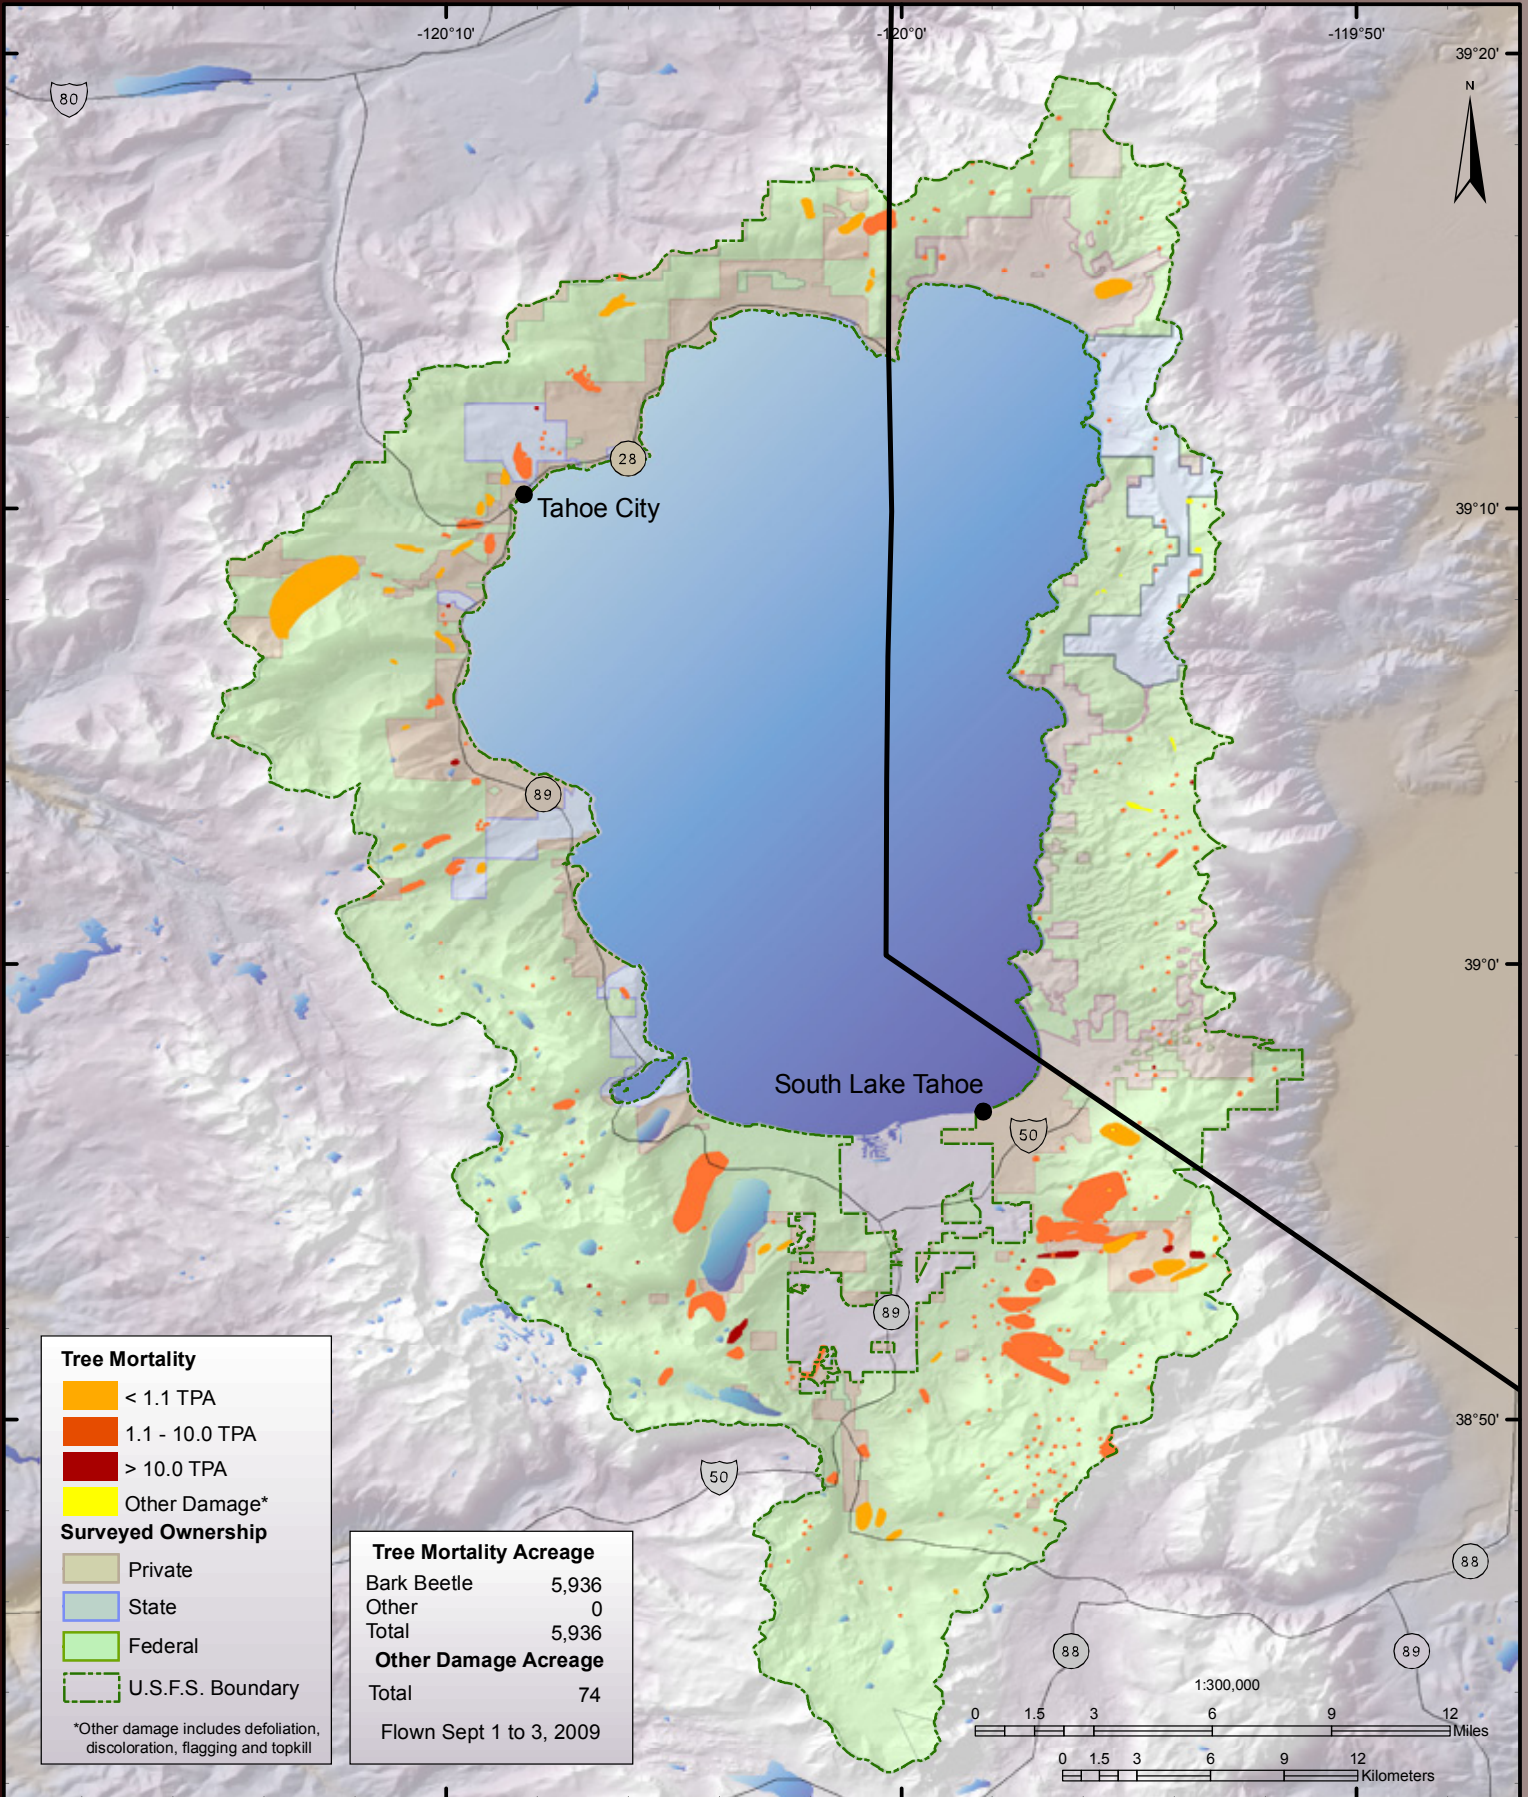 -120°10'
-120°0'
-119°50'
39°20'
80
N
28
Tahoe City
39°10'
89
39°0'
South Lake Tahoe
50
89
Tree Mortality
< 1.1 TPA
1.1 - 10.0 TPA
> 10.0 TPA
Other Damage*
Surveyed Ownership
Private
State
Federal
U.S.F.S. Boundary
*Other damage includes defoliation,
discoloration, flagging and topkill
38°50'
50
Tree Mortality Acreage
Bark Beetle 5,936
Other 0
Total 5,936
Other Damage Acreage
Total 74
Flown Sept 1 to 3, 2009
88
88
89
1:300,000
0 1.5 3 6 9 12
Miles
0 1.5 3 6 9 12
Kilometers